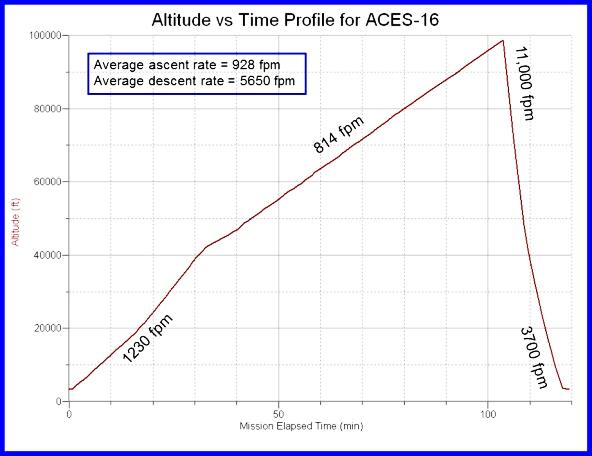 Altitude vs Time Profile for ACES-16
Average ascent rate = 928 fpm
Average descent rate = 5650 fpm
100000
80000
60000
40000
20000
0
Altitude (ft)
1230 fpm
814 fpm
11,000 fpm
3700 fpm
0
50
100
Mission Elapsed Time (min)